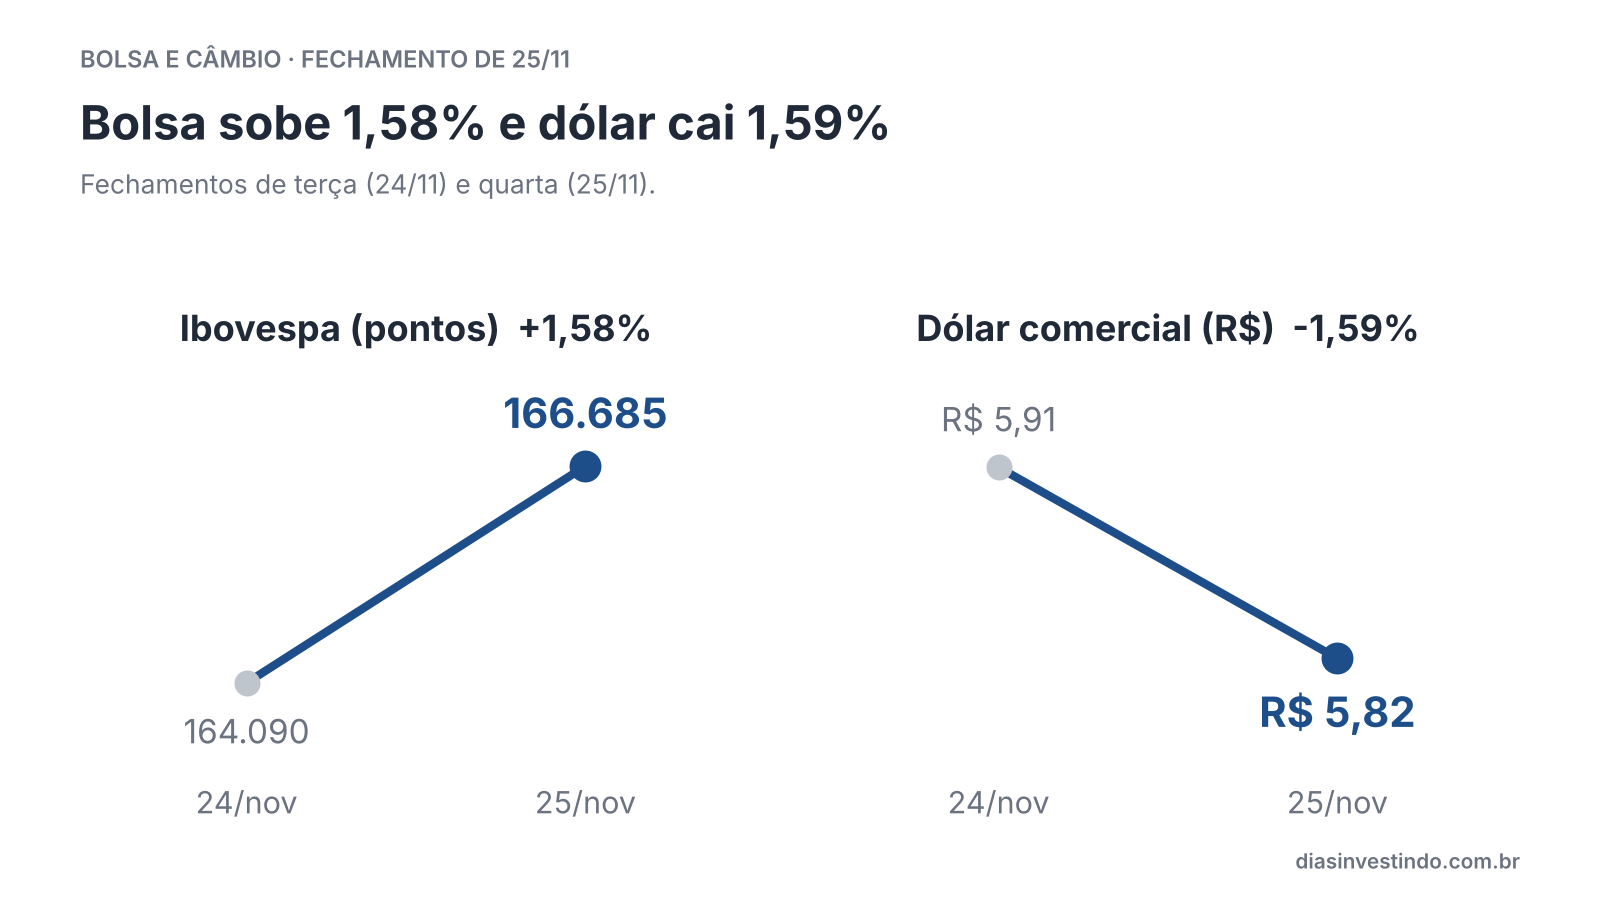 BOLSA E CÂMBIO · FECHAMENTO DE 25/11
Bolsa sobe 1,58% e dólar cai 1,59%
Fechamentos de terça (24/11) e quarta (25/11).
Ibovespa (pontos) +1,58%
166.685
164.090
24/nov
25/nov
Dólar comercial (R$) -1,59%
R$ 5,91
R$ 5,82
24/nov
25/nov
diasinvestindo.com.br